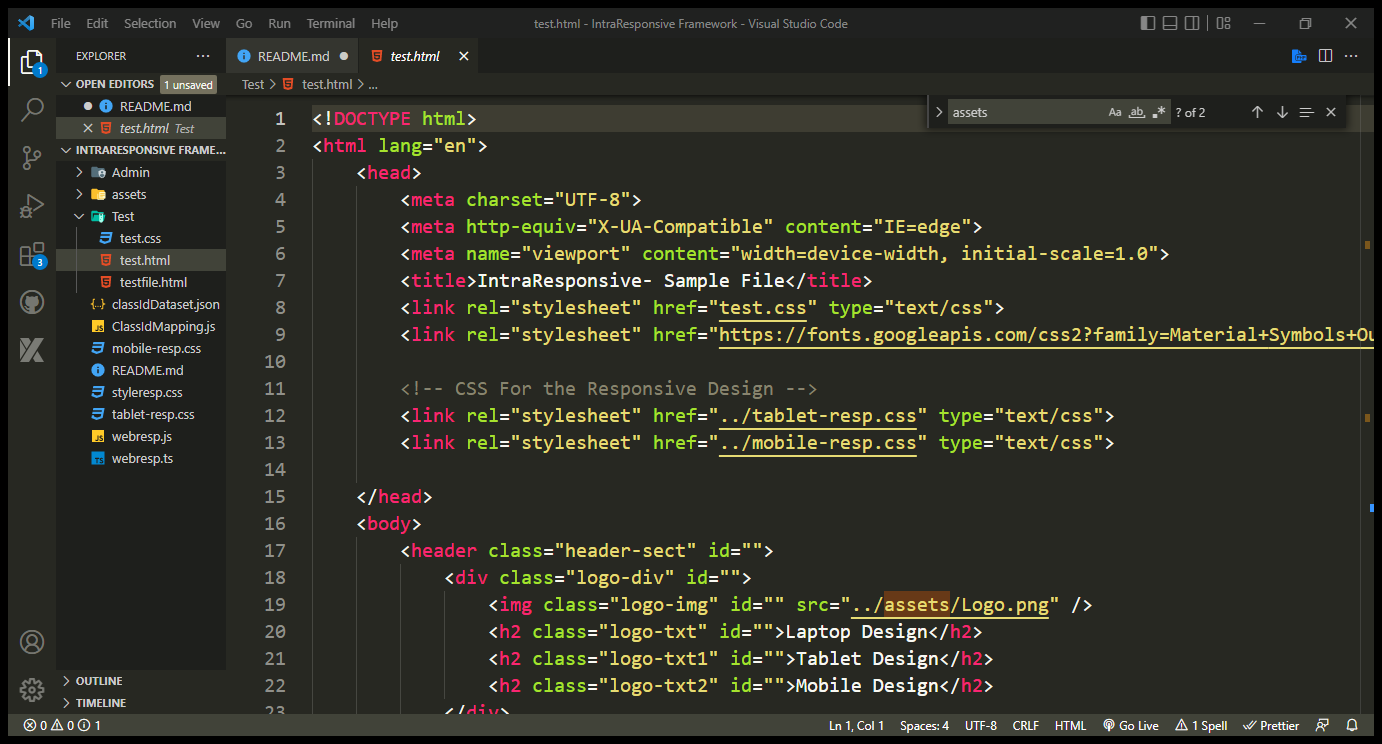 File Edit Selection View Go Run Terminal Help
test.html - IntraResponsive Framework - Visual Studio Code
EXPLORER ...
OPEN EDITORS 1 unsaved
README.md
test.html Test
INTRARESPONSIVE FRAME...
Admin
assets
Test
test.css
test.html
testfile.html
classIdDataset.json
ClassIdMapping.js
mobile-resp.css
README.md
styleresp.css
tablet-resp.css
webresp.js
webresp.ts
OUTLINE
TIMELINE
1
3
README.md
test.html
Test > test.html > ...
assets Aa ab ? of 2
1 <!DOCTYPE html>
2 <html lang="en">
3 <head>
4 <meta charset="UTF-8">
5 <meta http-equiv="X-UA-Compatible" content="IE=edge">
6 <meta name="viewport" content="width=device-width, initial-scale=1.0">
7 <title>IntraResponsive- Sample File</title>
8 <link rel="stylesheet" href="test.css" type="text/css">
9 <link rel="stylesheet" href="https://fonts.googleapis.com/css2?family=Material+Symbols+Ou
10
11 <!-- CSS For the Responsive Design -->
12 <link rel="stylesheet" href="../tablet-resp.css" type="text/css">
13 <link rel="stylesheet" href="../mobile-resp.css" type="text/css">
14
15 </head>
16 <body>
17 <header class="header-sect" id="">
18 <div class="logo-div" id="">
19 <img class="logo-img" id="" src="../assets/Logo.png" />
20 <h2 class="logo-txt" id="">Laptop Design</h2>
21 <h2 class="logo-txt1" id="">Tablet Design</h2>
22 <h2 class="logo-txt2" id="">Mobile Design</h2>
23 </div>
0 0 1
Ln 1, Col 1 Spaces: 4 UTF-8 CRLF HTML Go Live 1 Spell Prettier